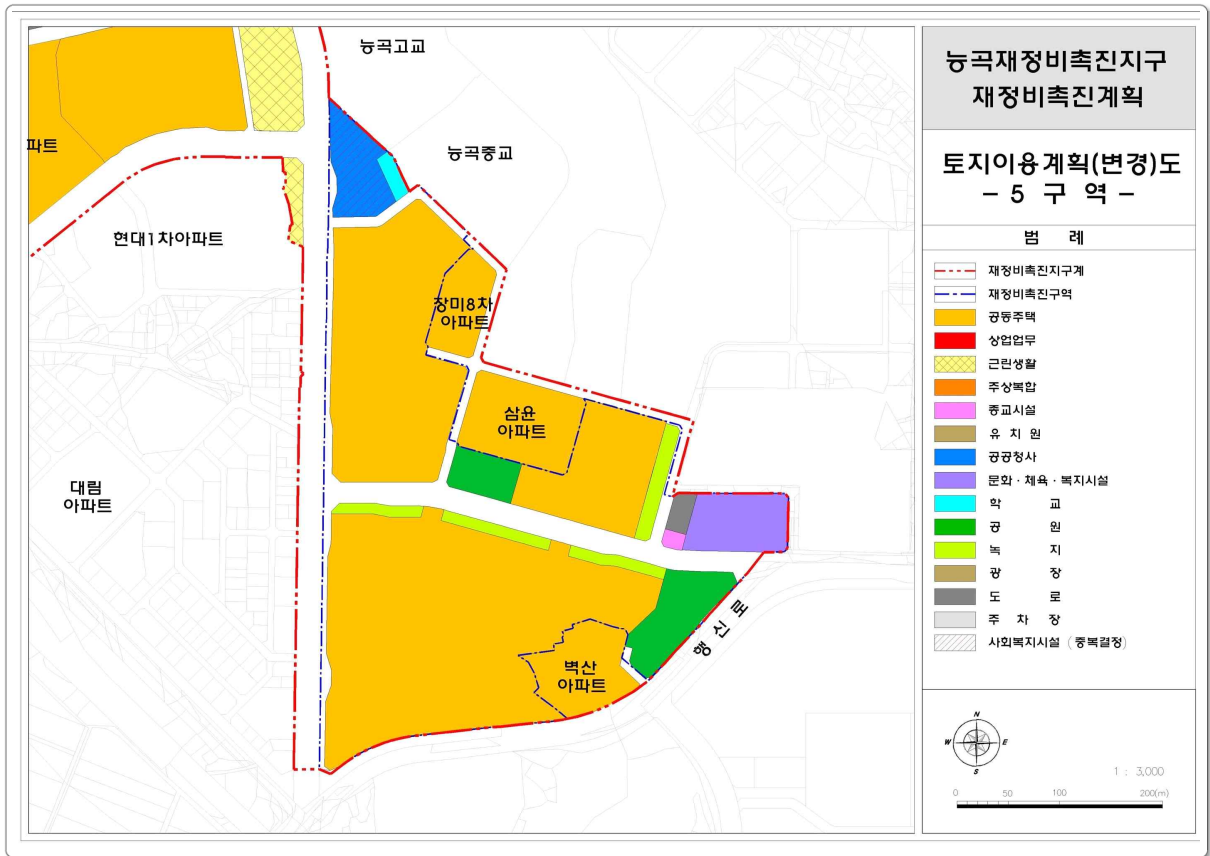 능곡재정비촉진지구
재정비촉진계획
토지이용계획(변경)도
- 5 구 역 -
범 례
재정비촉진지구계
재정비촉진구역
공동주택
상업업무
근린생활
주상복합
종교시설
유 치 원
공공청사
문화 · 체육 · 복지시설
학 교
공 원
녹 지
광 장
도 로
주 차 장
사회복지시설 (중복결정)
N
W
E
S
1 : 3,000
0 50 100 200(m)
능곡고교
능곡중교
파트
현대1차아파트
장미8차
아파트
삼윤
아파트
대림
아파트
벽산
아파트
행신로